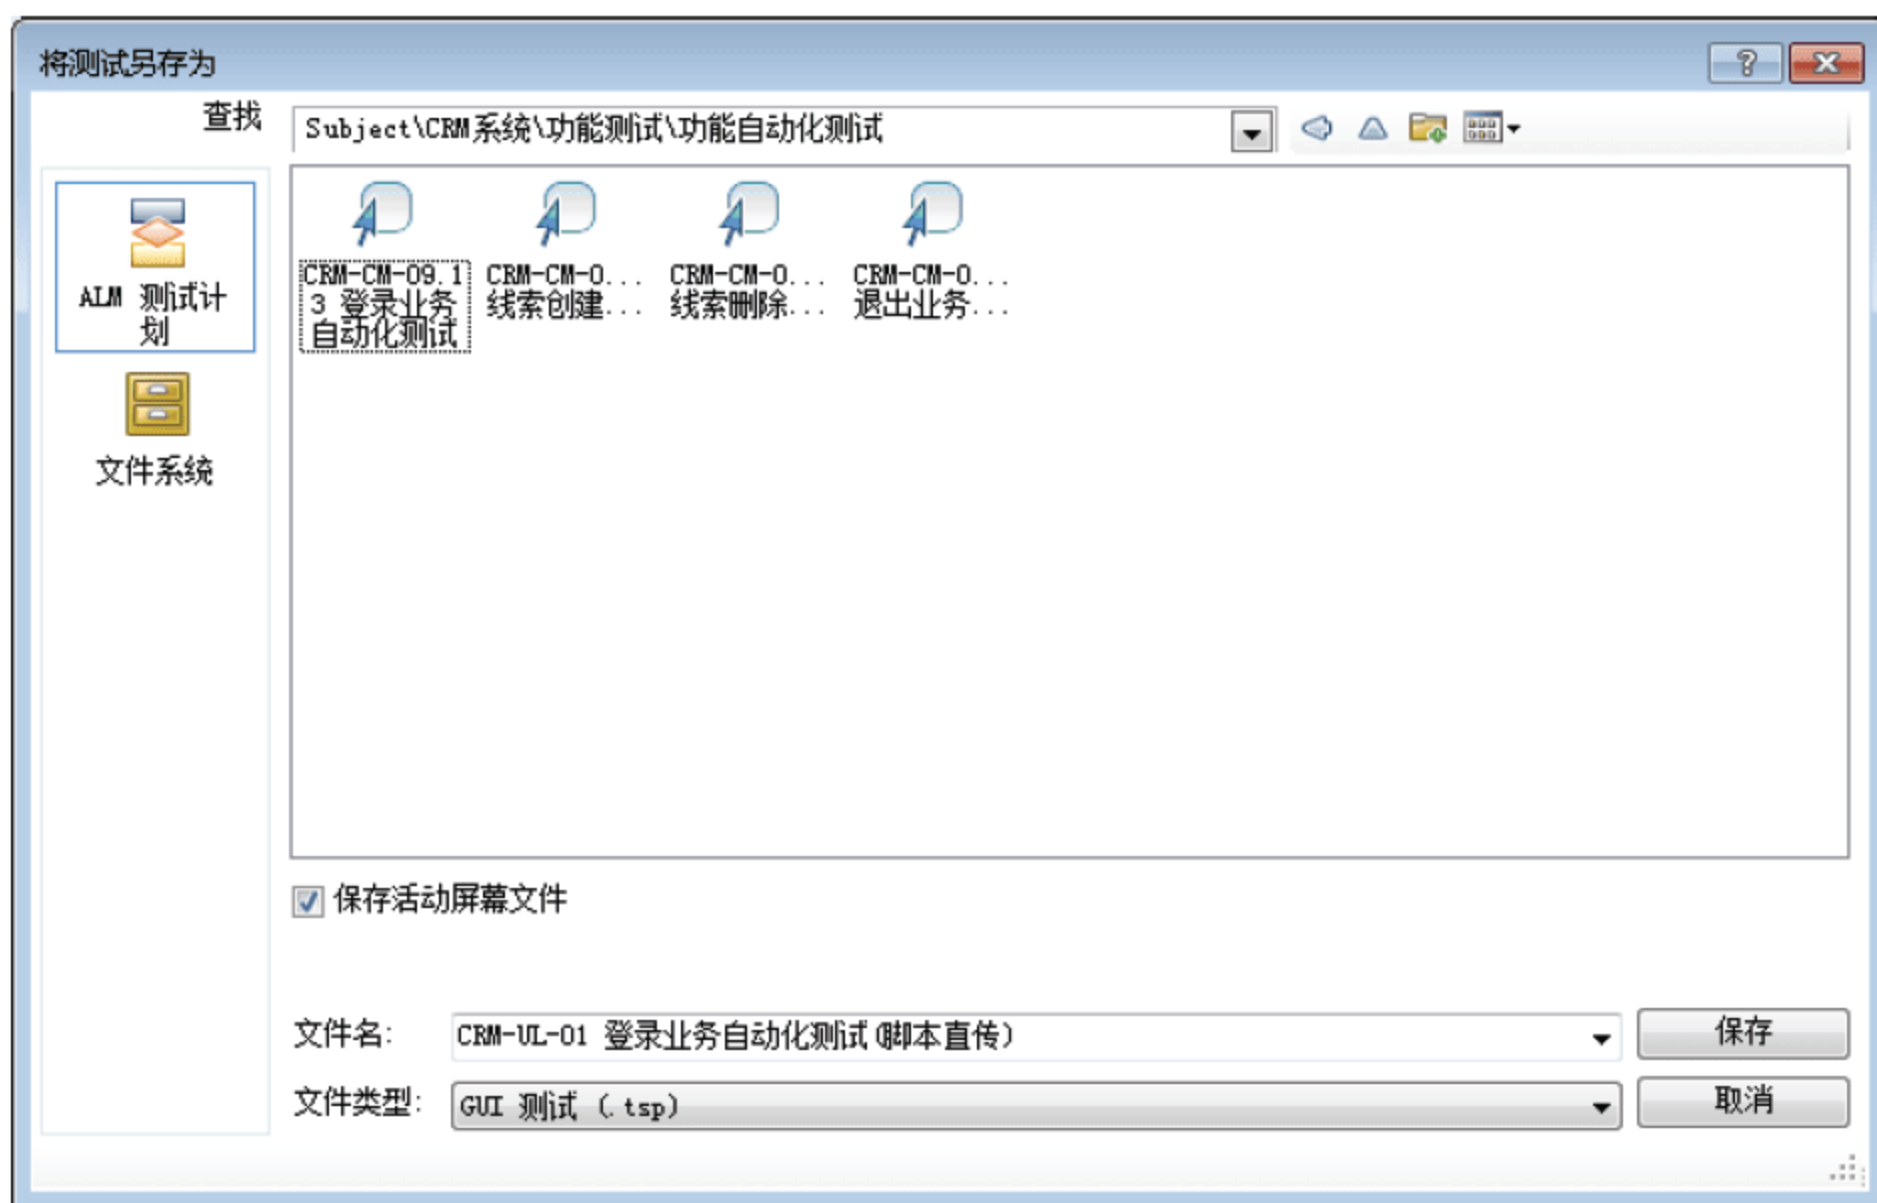 将测试另存为
查找
Subject\CRM系统\功能测试\功能自动化测试
ALM 测试计
划
文件系统
CRM-CM-09.1
3 登录业务
自动化测试
CRM-CM-0...
线索创建...
CRM-CM-0...
线索删除...
CRM-CM-0...
退出业务...
保存活动屏幕文件
文件名:
CRM-UL-01 登录业务自动化测试(脚本直传)
保存
文件类型:
GUI 测试 (.tsp)
取消